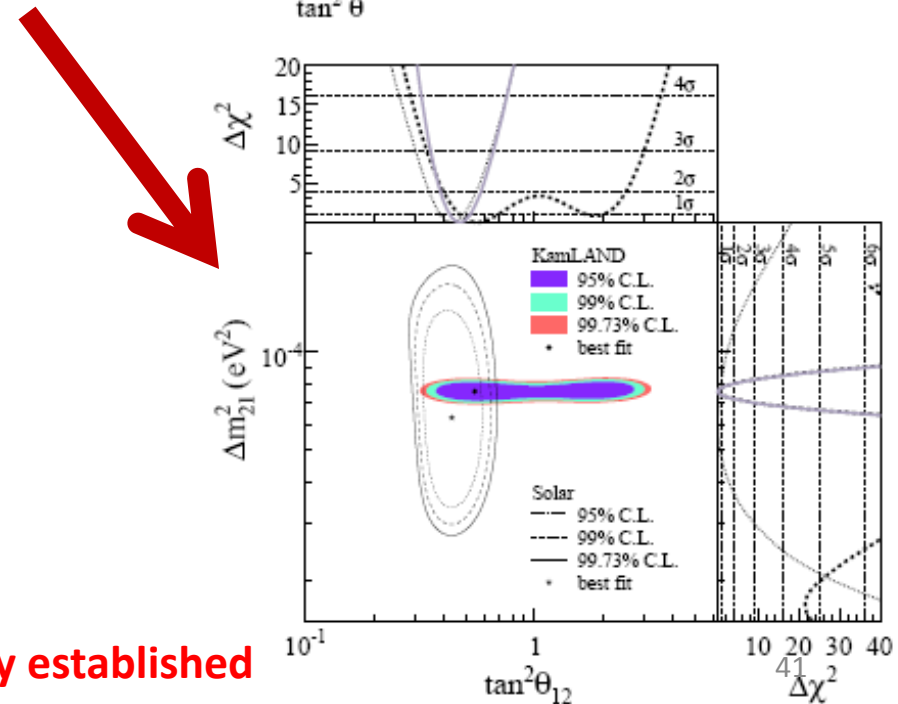 tan² θ
20
15
10
5
Δχ²
4σ
3σ
2σ
1σ
KamLAND
95% C.L.
99% C.L.
99.73% C.L.
best fit
1σ 2σ 3σ 4σ 5σ 6σ
10⁻⁴
Δm²₂₁ (eV²)
Solar
95% C.L.
99% C.L.
99.73% C.L.
best fit
10⁻¹ 1 10 20 30 40
tan²θ₁₂ Δχ²
y established
41